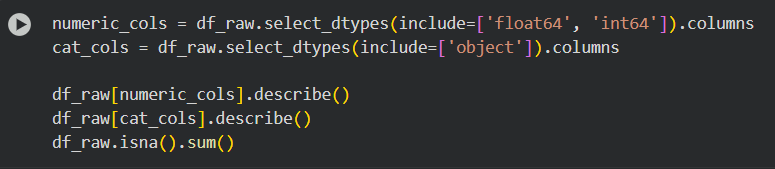 numeric_cols = df_raw.select_dtypes(include=['float64', 'int64']).columns
cat_cols = df_raw.select_dtypes(include=['object']).columns

df_raw[numeric_cols].describe()
df_raw[cat_cols].describe()
df_raw.isna().sum()